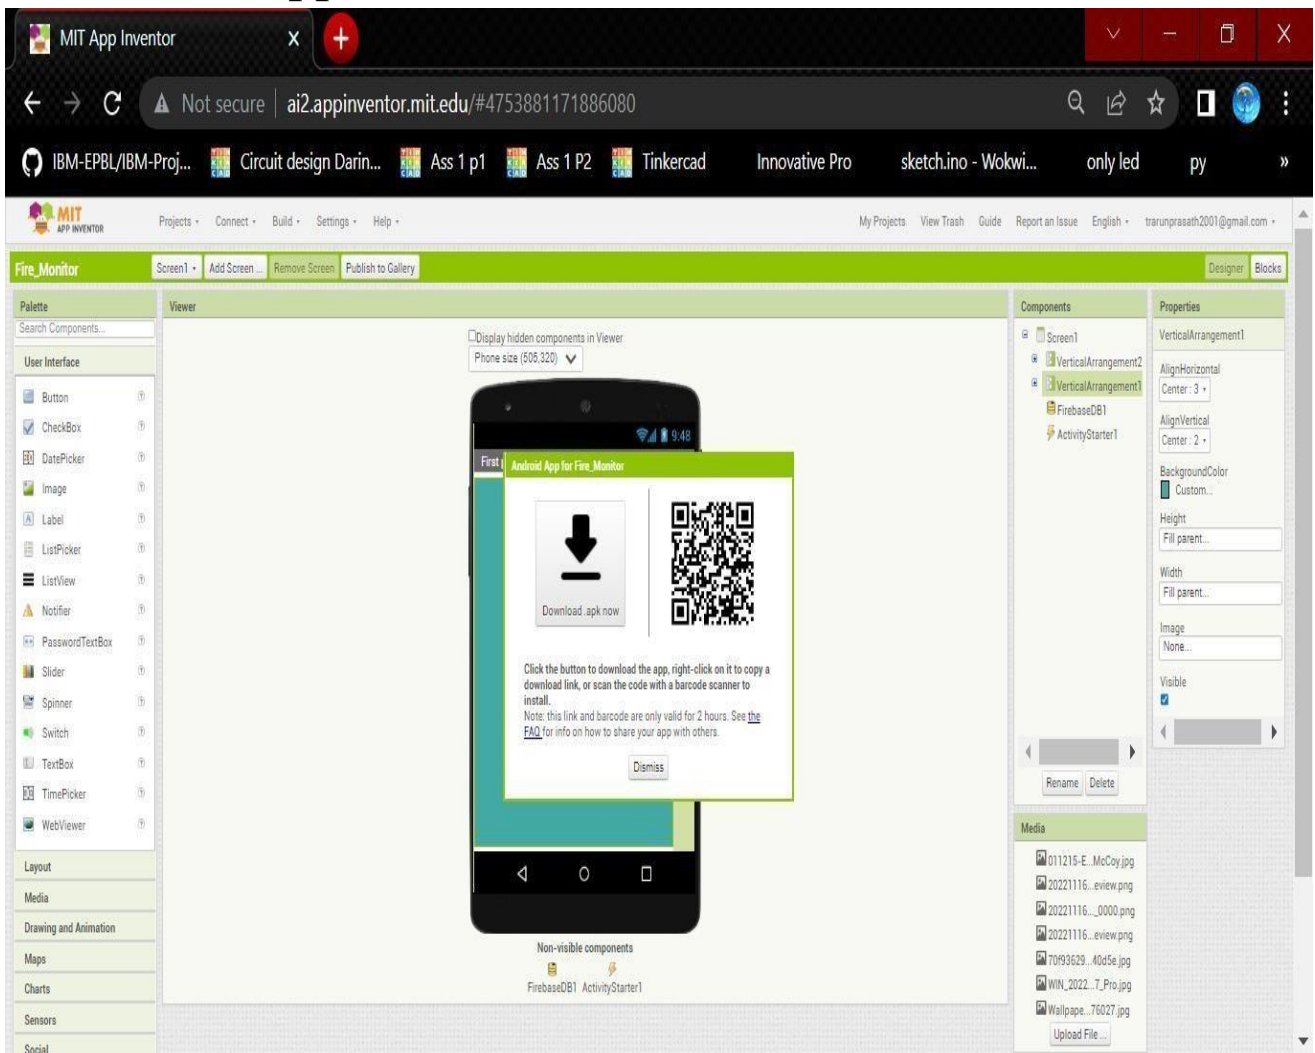 MIT App Inventor
Not secure ai2.appinventor.mit.edu/#4753881171886080
IBM-EPBL/IBM-Proj... Circuit design Darin... Ass 1 p1 Ass 1 P2 Tinkercad Innovative Pro sketch.ino - Wokwi... only led py »
MIT
APP INVENTOR
Projects Connect Build Settings Help My Projects View Trash Guide Report an Issue English trarunprasath2001@gmail.com
Fire_Monitor Screen1 Add Screen ... Remove Screen Publish to Gallery Designer Blocks
Palette
Search Components...
User Interface
Button
CheckBox
DatePicker
Image
Label
ListPicker
ListView
Notifier
PasswordTextBox
Slider
Spinner
Switch
TextBox
TimePicker
WebViewer
Layout
Media
Drawing and Animation
Maps
Charts
Sensors
Social
Viewer
Display hidden components in Viewer
Phone size (505,320)
9:48
First
Android App for Fire_Monitor
Download .apk now
Click the button to download the app, right-click on it to copy a
download link, or scan the code with a barcode scanner to
install.
Note: this link and barcode are only valid for 2 hours. See the
FAQ for info on how to share your app with others.
Dismiss
Non-visible components
FirebaseDB1 ActivityStarter1
Components
Screen1
VerticalArrangement2
VerticalArrangement1
FirebaseDB1
ActivityStarter1
Rename Delete
Media
011215-E...McCoy.jpg
20221116...eview.png
20221116..._0000.png
20221116...eview.png
70f93629...40d5e.jpg
WIN_2022...7_Pro.jpg
Wallpape...76027.jpg
Upload File ...
Properties
VerticalArrangement1
AlignHorizontal
Center : 3
AlignVertical
Center : 2
BackgroundColor
Custom...
Height
Fill parent...
Width
Fill parent...
Image
None...
Visible